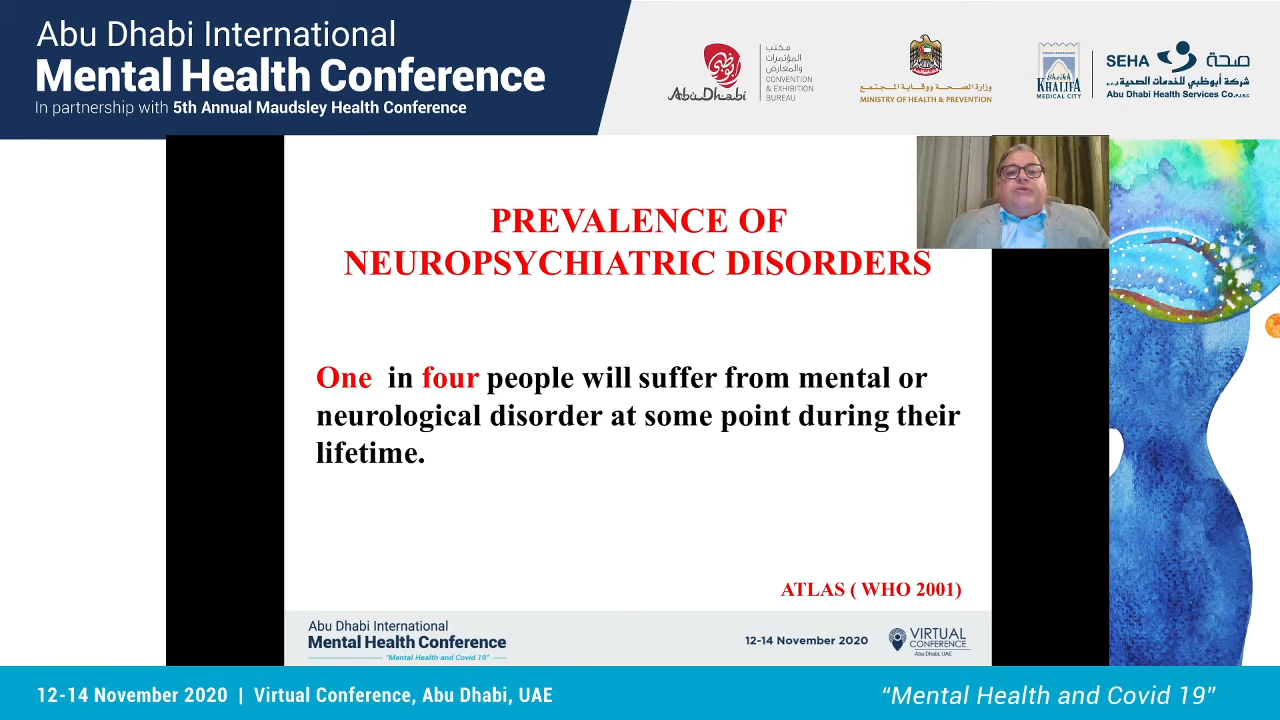 Abu Dhabi International
Mental Health Conference
In partnership with 5th Annual Maudsley Health Conference
AbuDhabi
مكتب
المؤتمرات
والمعارض
CONVENTION
& EXHIBITION
BUREAU
وزارة الصحة ووقاية المجتمع
MINISTRY OF HEALTH & PREVENTION
Sheikh
KHALIFA
MEDICAL CITY
SEHA صحة
شركة أبوظبي للخدمات الصحية ش.م.ع
Abu Dhabi Health Services Co. P.J.S.C
PREVALENCE OF
NEUROPSYCHIATRIC DISORDERS
One in four people will suffer from mental or
neurological disorder at some point during their
lifetime.
ATLAS ( WHO 2001)
Abu Dhabi International
Mental Health Conference
"Mental Health and Covid 19"
12-14 November 2020
VIRTUAL
CONFERENCE
Abu Dhabi, UAE
12-14 November 2020 | Virtual Conference, Abu Dhabi, UAE
“Mental Health and Covid 19”